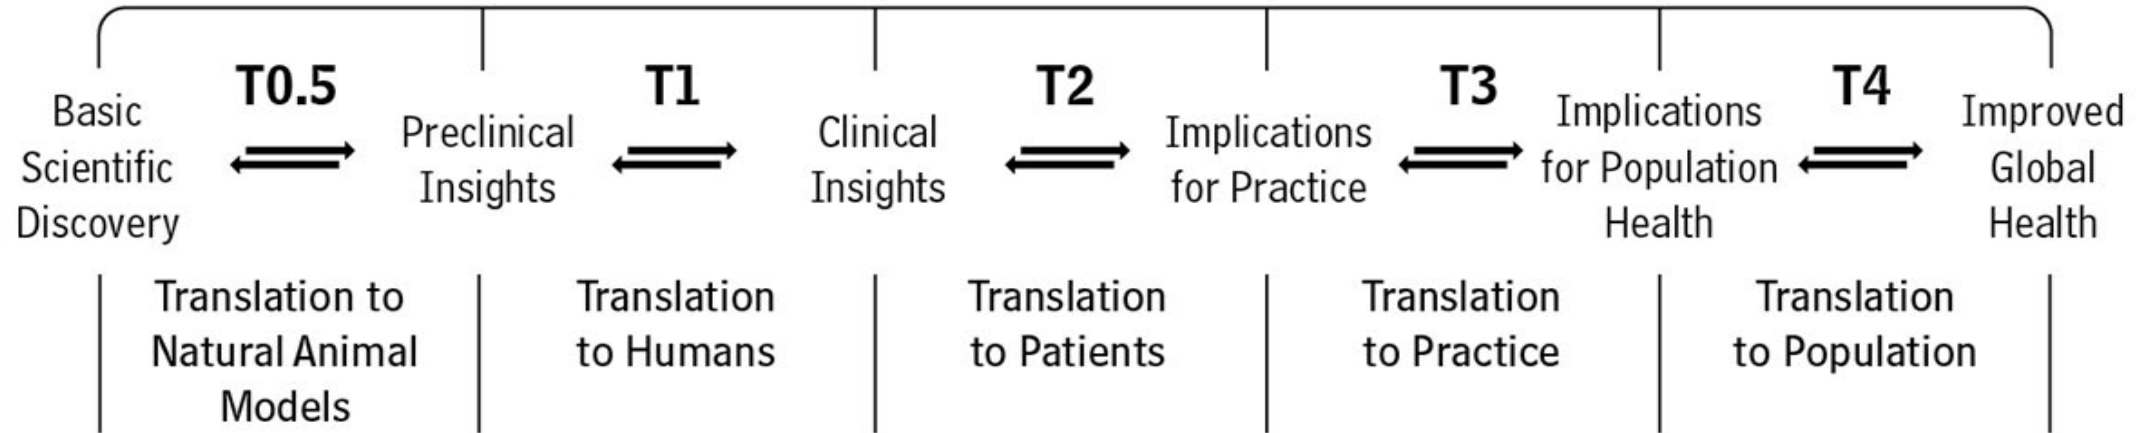 T0.5
T1
T2
T3
T4
Basic
Scientific
Discovery
Preclinical
Insights
Clinical
Insights
Implications
for Practice
Implications
for Population
Health
Improved
Global
Health
Translation to
Natural Animal
Models
Translation
to Humans
Translation
to Patients
Translation
to Practice
Translation
to Population